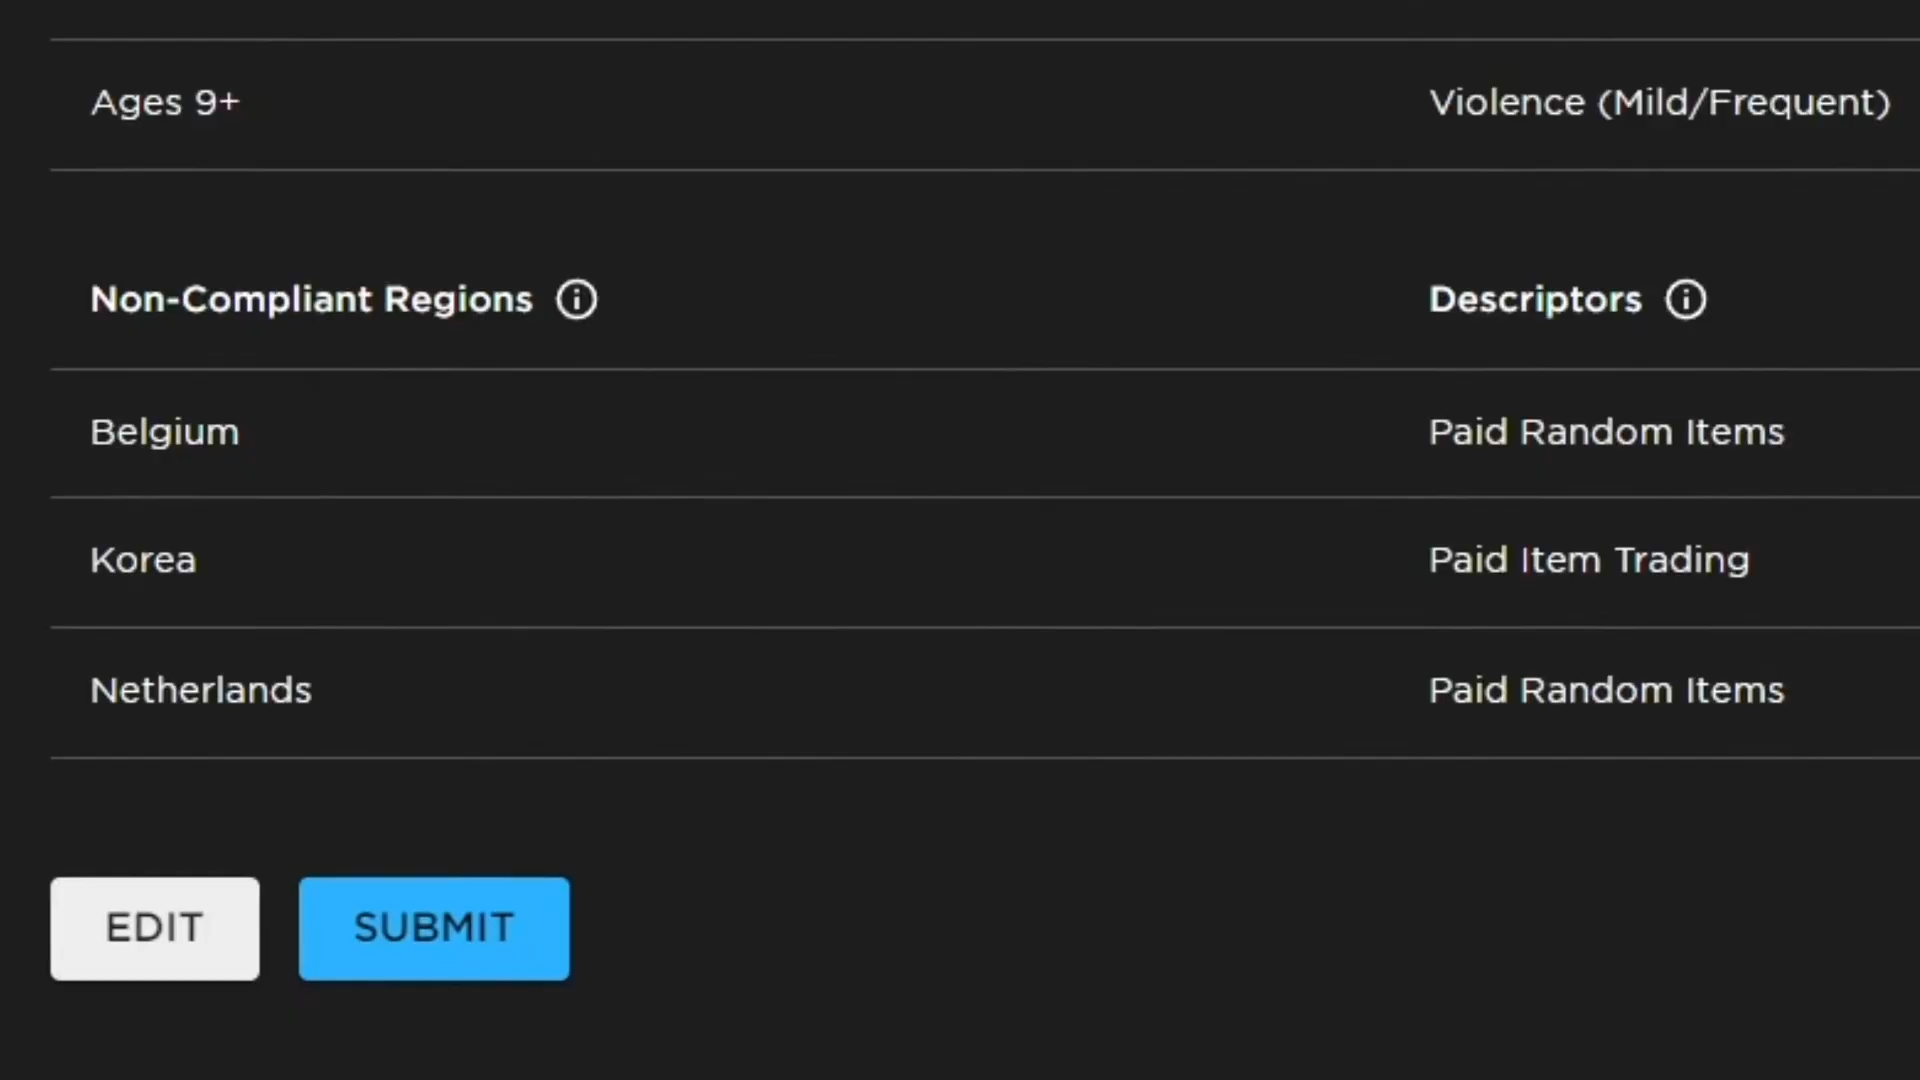 Ages 9+ Violence (Mild/Frequent)
Non-Compliant Regions Descriptors
Belgium Paid Random Items
Korea Paid Item Trading
Netherlands Paid Random Items
EDIT SUBMIT